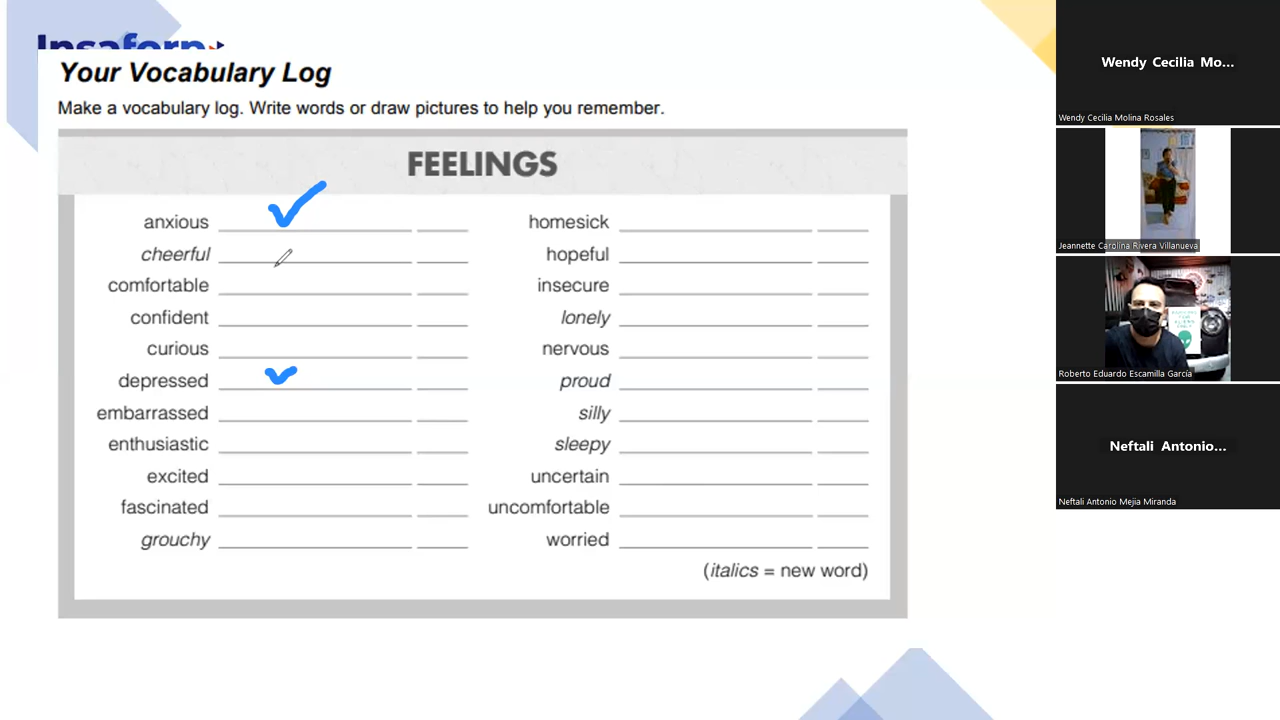 Insaforp
Your Vocabulary Log
Make a vocabulary log. Write words or draw pictures to help you remember.
FEELINGS
anxious
cheerful
comfortable
confident
curious
depressed
embarrassed
enthusiastic
excited
fascinated
grouchy
homesick
hopeful
insecure
lonely
nervous
proud
silly
sleepy
uncertain
uncomfortable
worried
(italics = new word)
Wendy Cecilia Mo...
Wendy Cecilia Molina Rosales
Jeannette Carolina Rivera Villanueva
Roberto Eduardo Escamilla García
Neftali Antonio...
Neftali Antonio Mejia Miranda